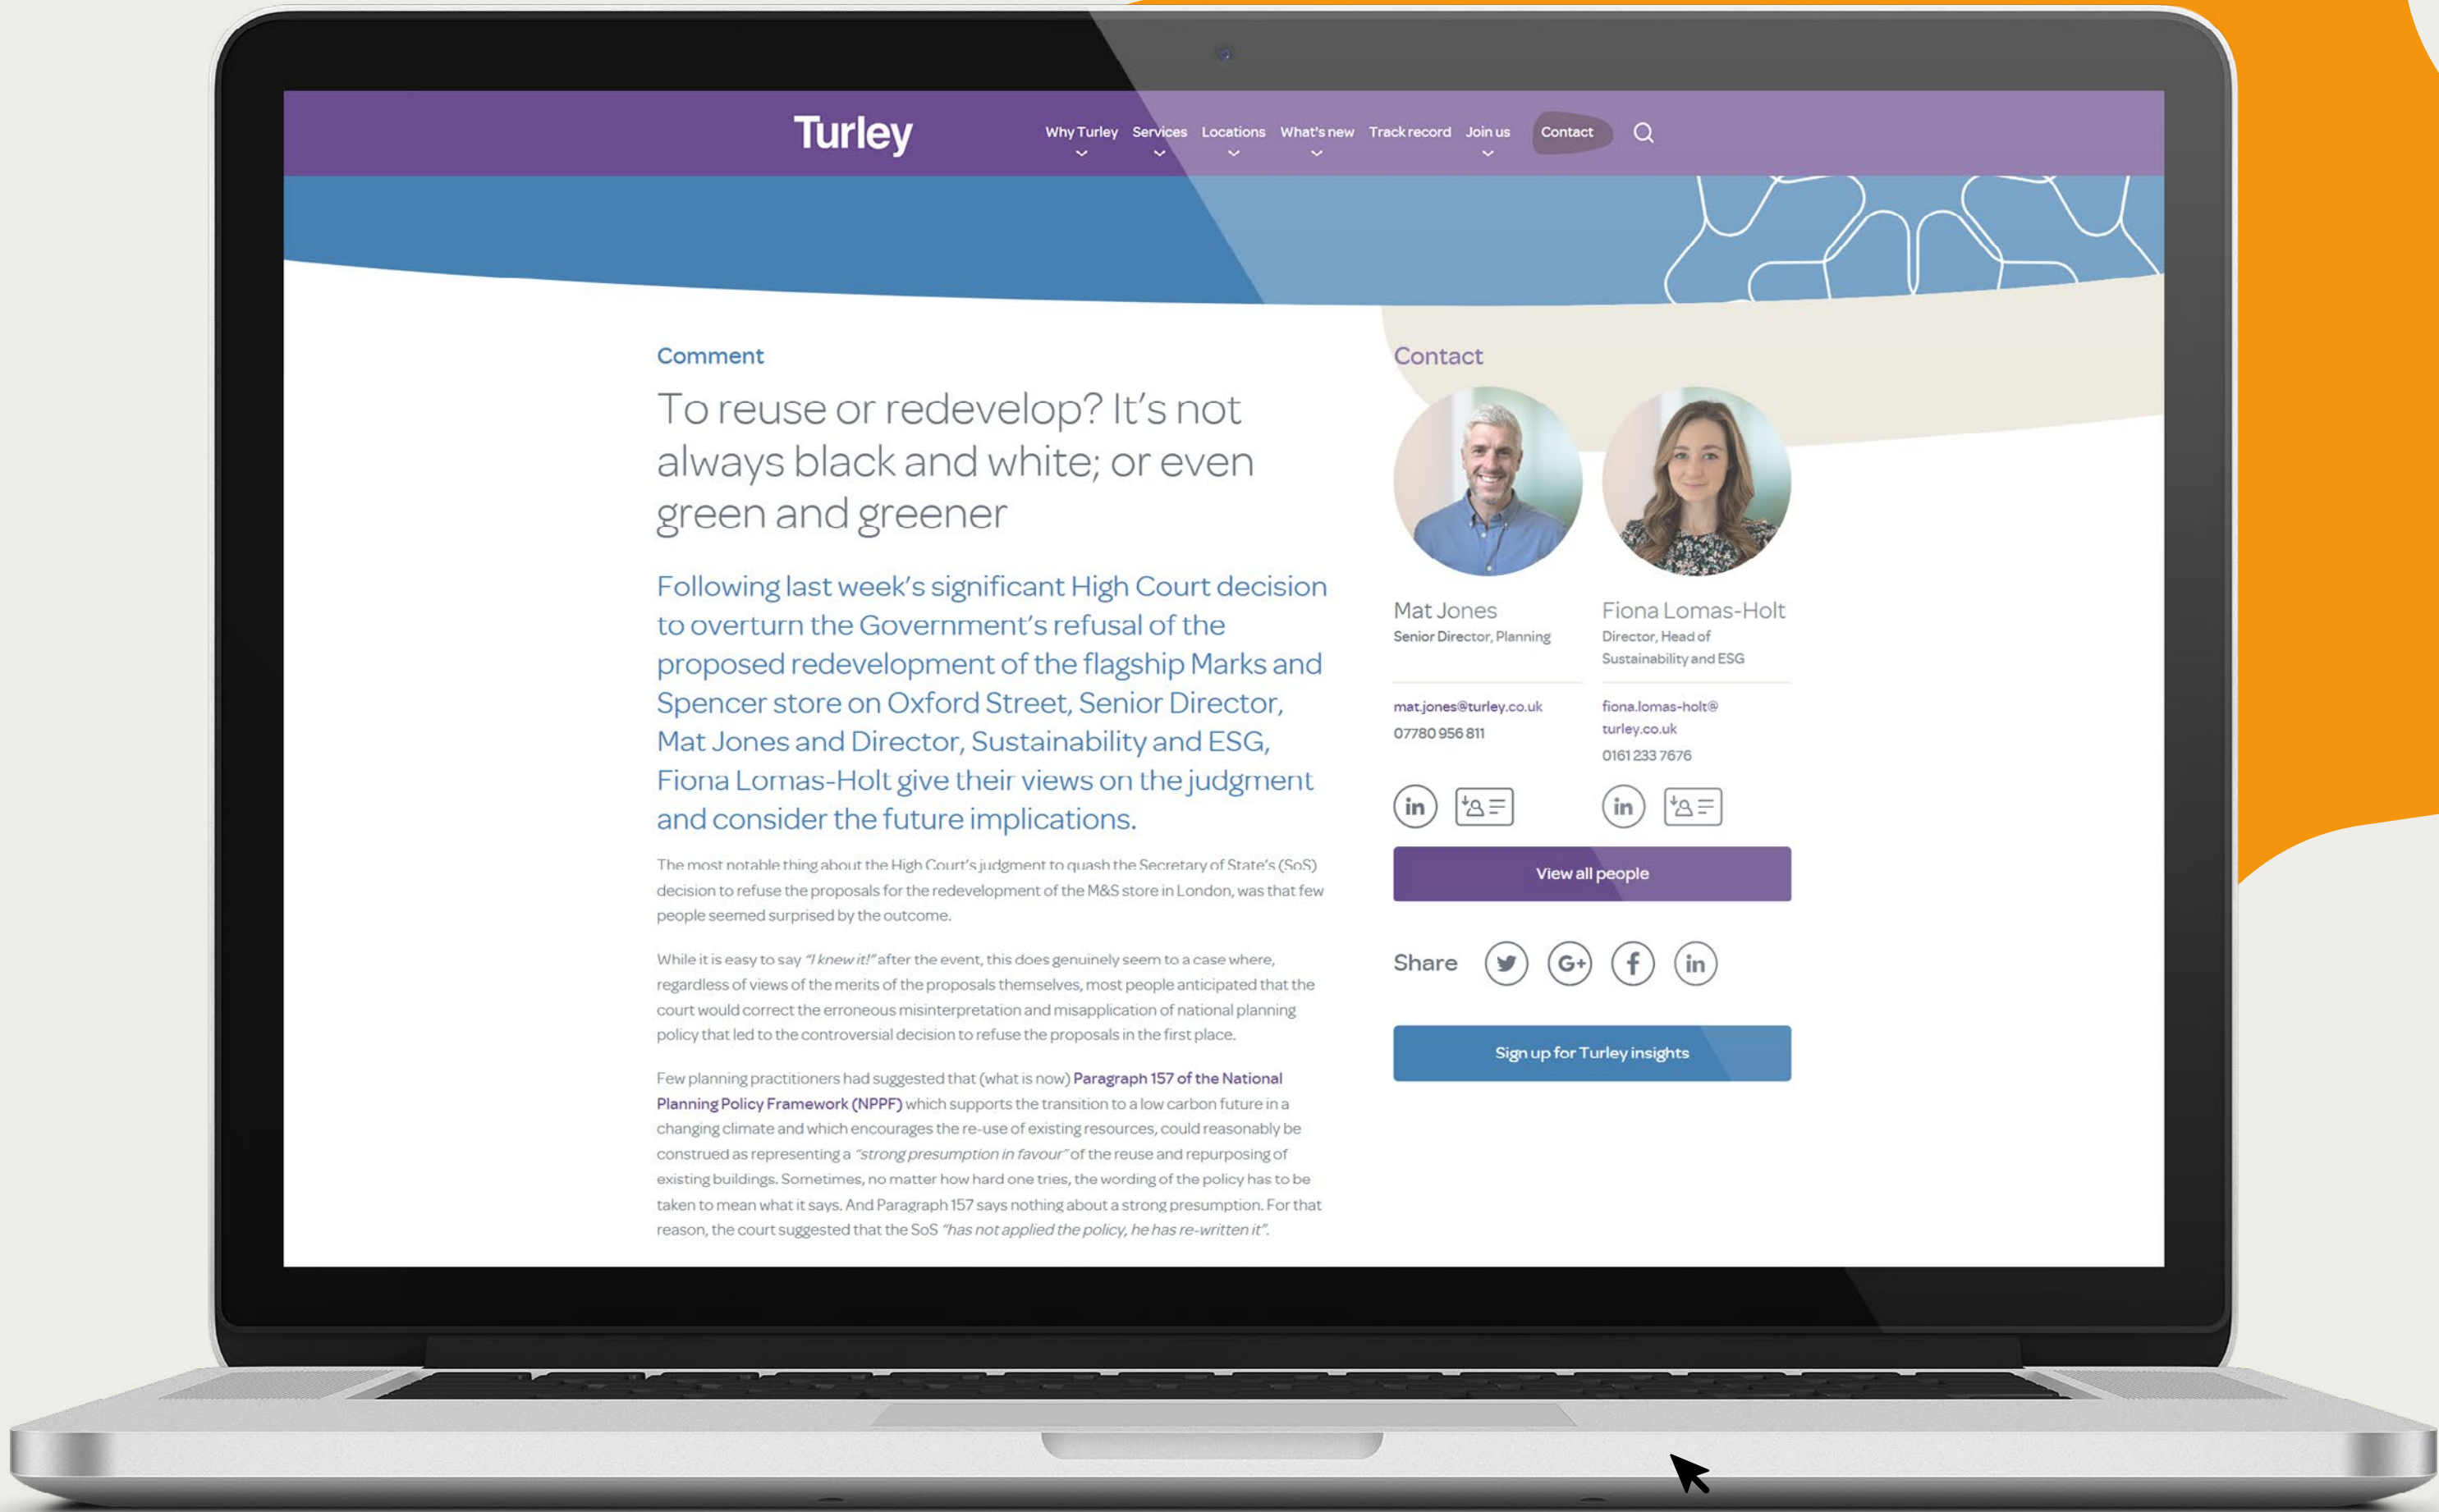 Turley
Why Turley Services Locations What's new Track record Join us Contact
Comment
To reuse or redevelop? It's not
always black and white; or even
green and greener
Following last week's significant High Court decision
to overturn the Government's refusal of the
proposed redevelopment of the flagship Marks and
Spencer store on Oxford Street, Senior Director,
Mat Jones and Director, Sustainability and ESG,
Fiona Lomas-Holt give their views on the judgment
and consider the future implications.
The most notable thing about the High Court's judgment to quash the Secretary of State's (SoS)
decision to refuse the proposals for the redevelopment of the M&S store in London, was that few
people seemed surprised by the outcome.
While it is easy to say "I knew it!" after the event, this does genuinely seem to a case where,
regardless of views of the merits of the proposals themselves, most people anticipated that the
court would correct the erroneous misinterpretation and misapplication of national planning
policy that led to the controversial decision to refuse the proposals in the first place.
Few planning practitioners had suggested that (what is now) Paragraph 157 of the National
Planning Policy Framework (NPPF) which supports the transition to a low carbon future in a
changing climate and which encourages the re-use of existing resources, could reasonably be
construed as representing a "strong presumption in favour" of the reuse and repurposing of
existing buildings. Sometimes, no matter how hard one tries, the wording of the policy has to be
taken to mean what it says. And Paragraph 157 says nothing about a strong presumption. For that
reason, the court suggested that the SoS "has not applied the policy, he has re-written it".
Contact
Mat Jones
Senior Director, Planning
mat.jones@turley.co.uk
07780 956 811
in
Fiona Lomas-Holt
Director, Head of
Sustainability and ESG
fiona.lomas-holt@
turley.co.uk
0161 233 7676
in
View all people
Share G+ f in
Sign up for Turley insights